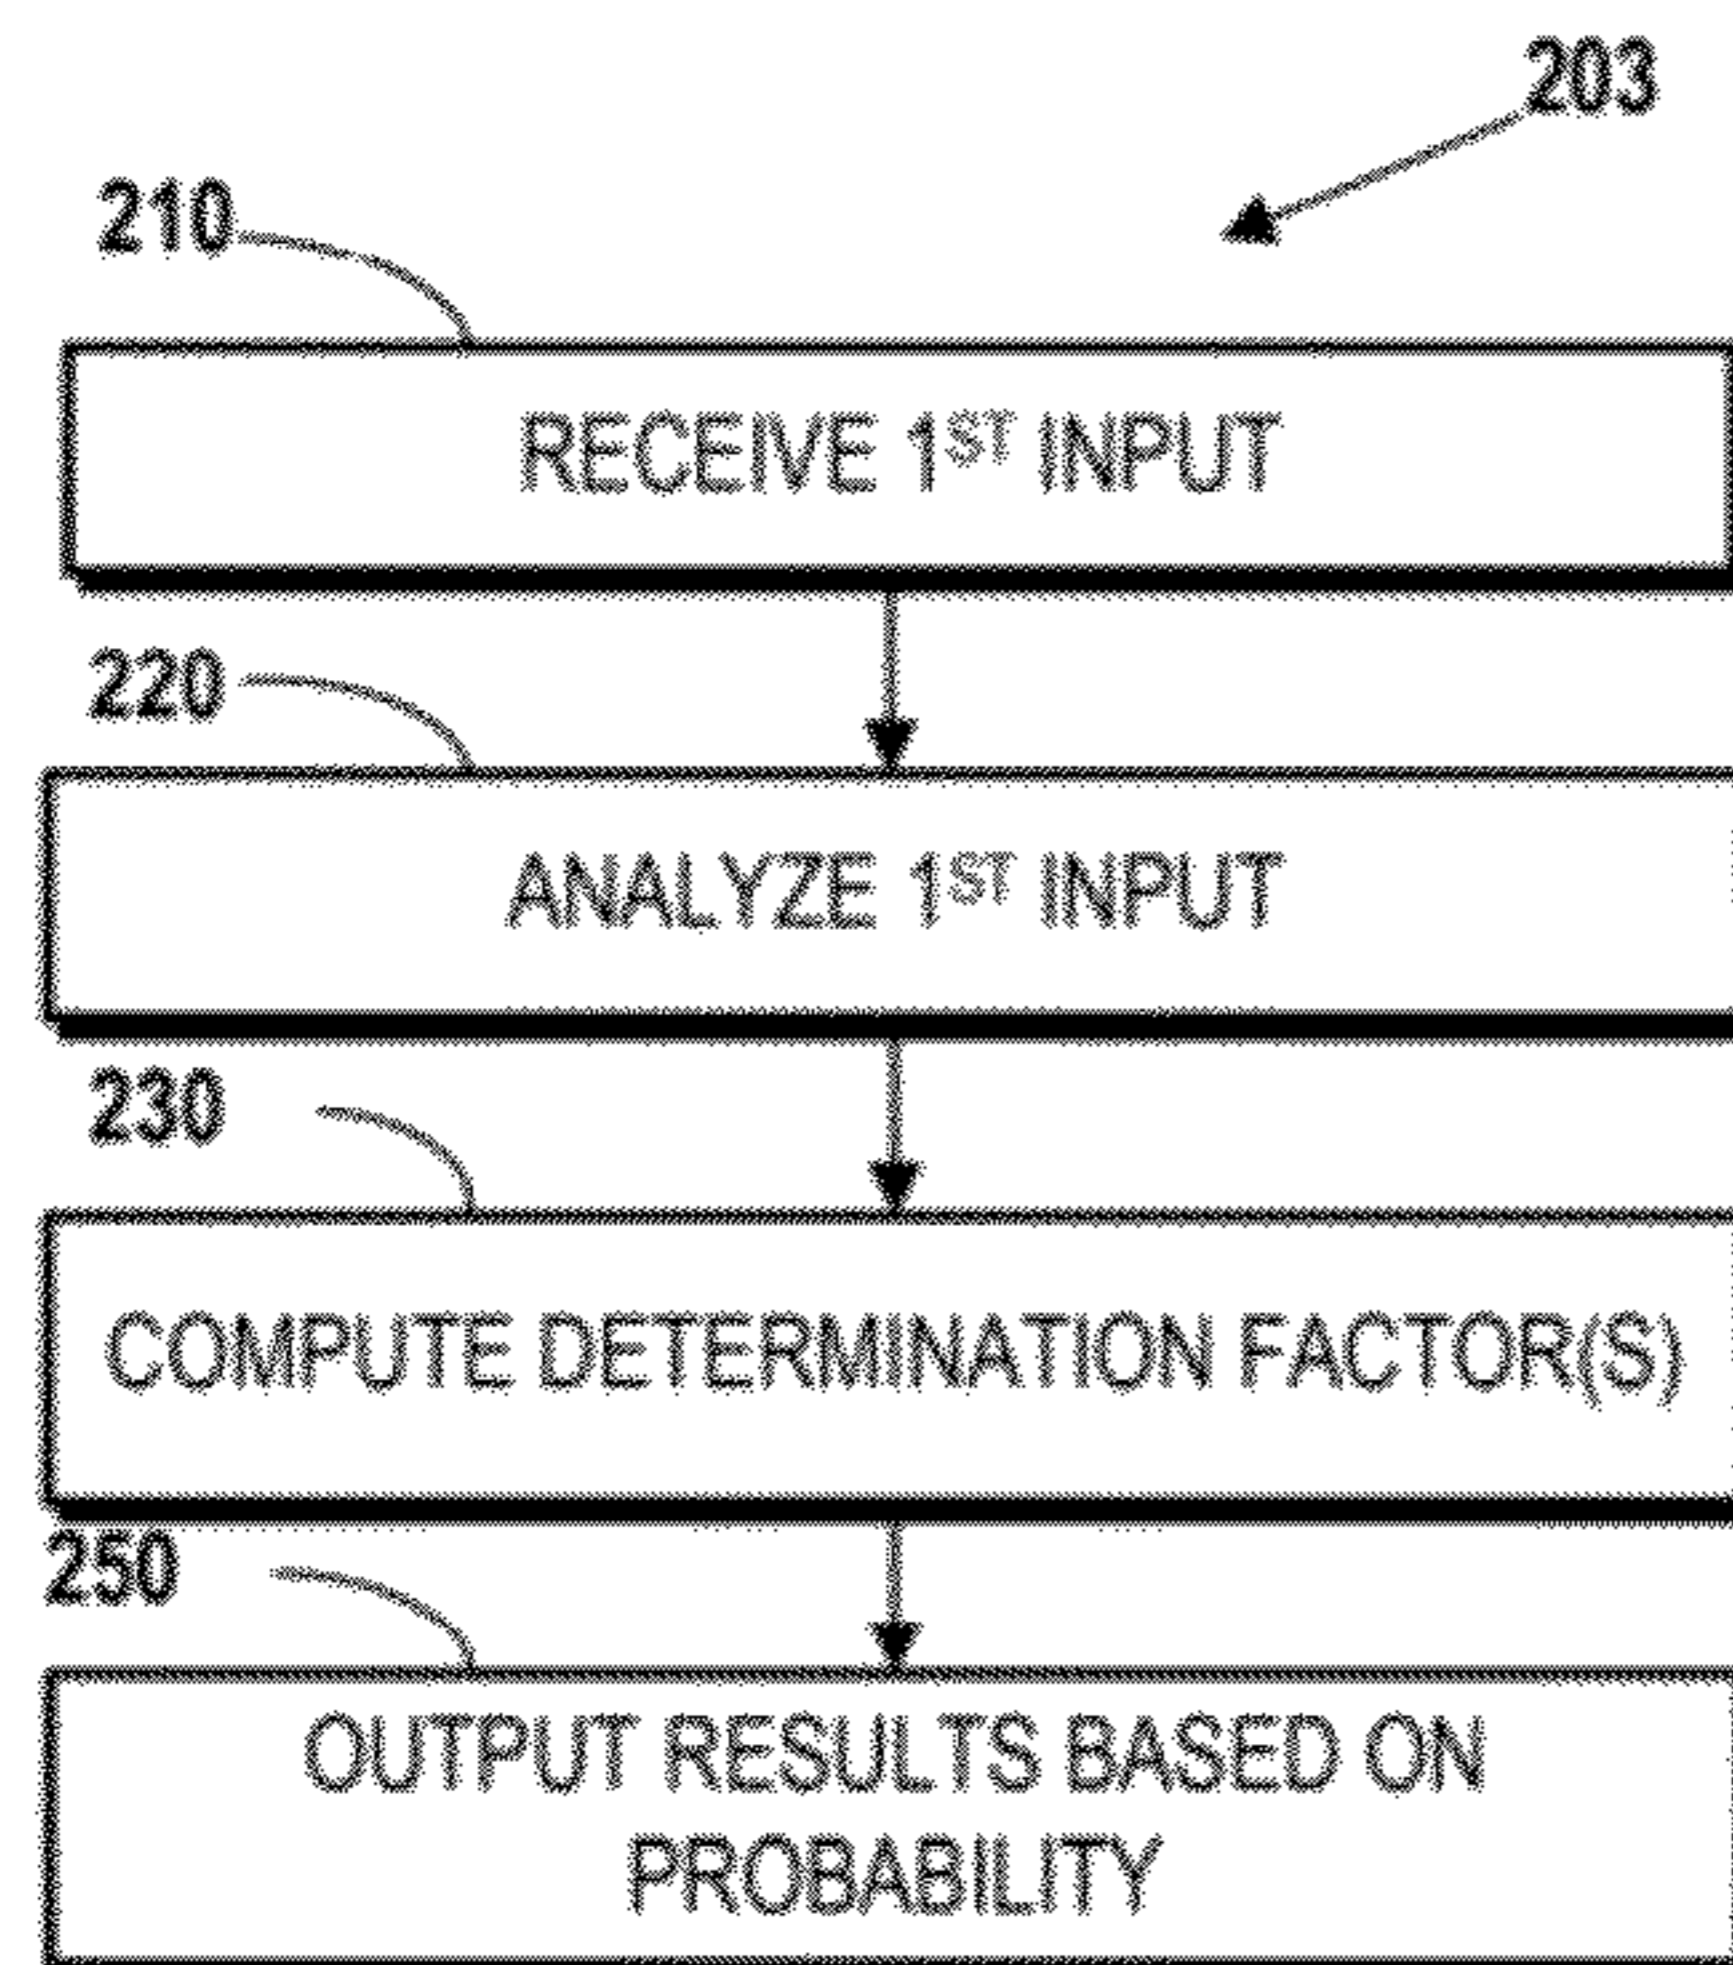 203
210
RECEIVE 1ST INPUT
220
ANALYZE 1ST INPUT
230
COMPUTE DETERMINATION FACTOR(S)
250
OUTPUT RESULTS BASED ON
PROBABILITY